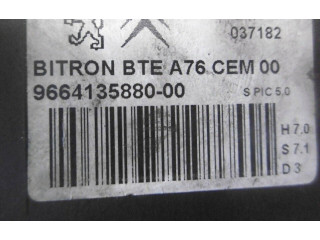 037182
BITRON BTE A76 CEM 00
9664135880-00
S PIC 5,0
H 7.0
S 7.1
D 3